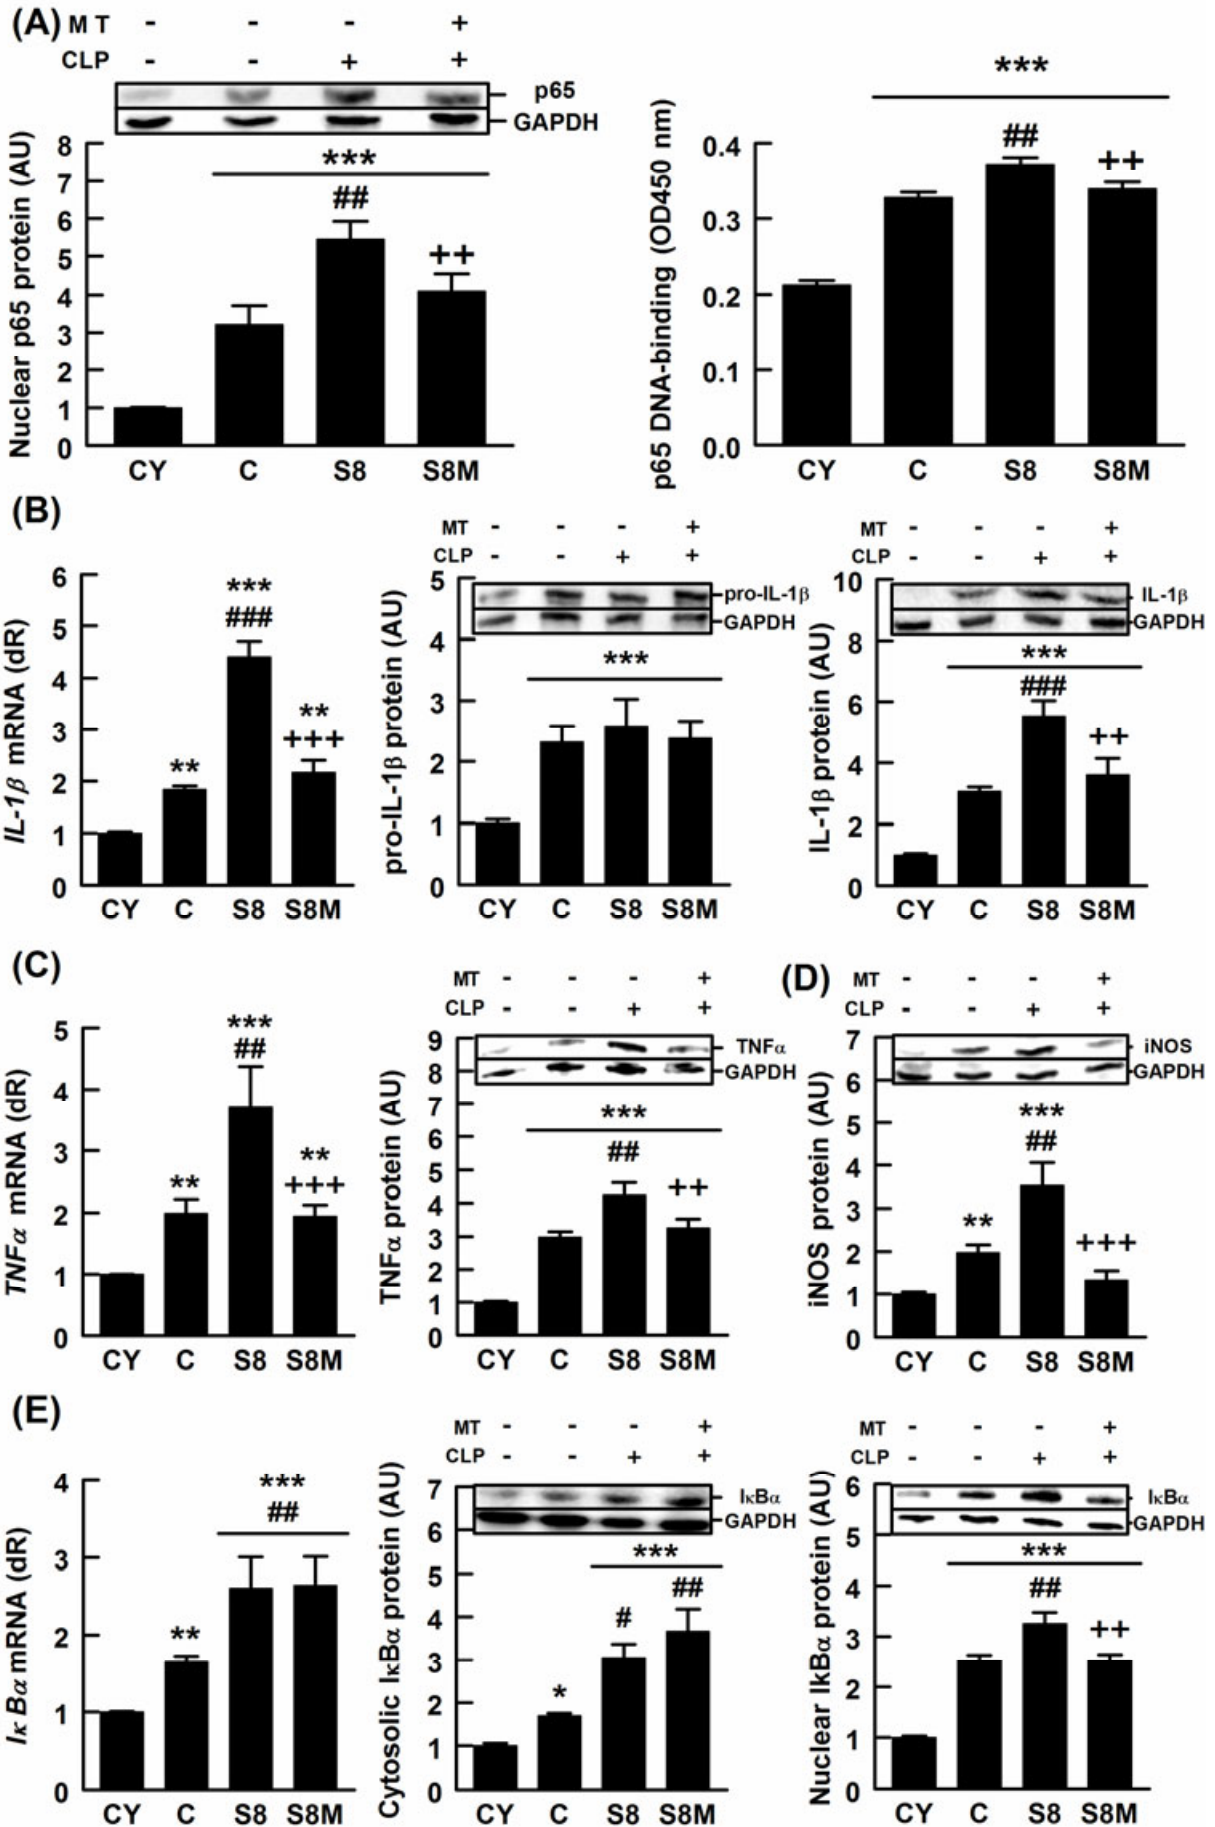 (A) MT - - - +
CLP - - + +
p65
GAPDH
Nuclear p65 protein (AU)
8
7
6
5
4
3
2
1
0
***
##
++
CY C S8 S8M
p65 DNA-binding (OD450 nm)
0.4
0.3
0.2
0.1
0.0
***
##
++
CY C S8 S8M
(B)
IL-1β mRNA (dR)
6
5
4
3
2
1
0
**
***
###
**
+++
CY C S8 S8M
MT - - - +
CLP - - + +
pro-IL-1β
GAPDH
pro-IL-1β protein (AU)
5
4
3
2
1
0
***
CY C S8 S8M
MT - - - +
CLP - - + +
IL-1β
GAPDH
IL-1β protein (AU)
10
8
6
4
2
0
***
###
++
CY C S8 S8M
(C)
TNFα mRNA (dR)
5
4
3
2
1
0
**
***
##
**
+++
CY C S8 S8M
MT - - - +
CLP - - + +
TNFα
GAPDH
TNFα protein (AU)
9
8
7
6
5
4
3
2
1
0
***
##
++
CY C S8 S8M
(D)
MT - - - +
CLP - - + +
iNOS
GAPDH
iNOS protein (AU)
7
6
5
4
3
2
1
0
**
***
##
+++
CY C S8 S8M
(E)
IκBα mRNA (dR)
4
3
2
1
0
**
***
##
CY C S8 S8M
MT - - - +
CLP - - + +
IκBα
GAPDH
Cytosolic IκBα protein (AU)
7
6
5
4
3
2
1
0
*
***
#
##
CY C S8 S8M
MT - - - +
CLP - - + +
IκBα
GAPDH
Nuclear IkBα protein (AU)
6
5
4
3
2
1
0
***
##
++
CY C S8 S8M